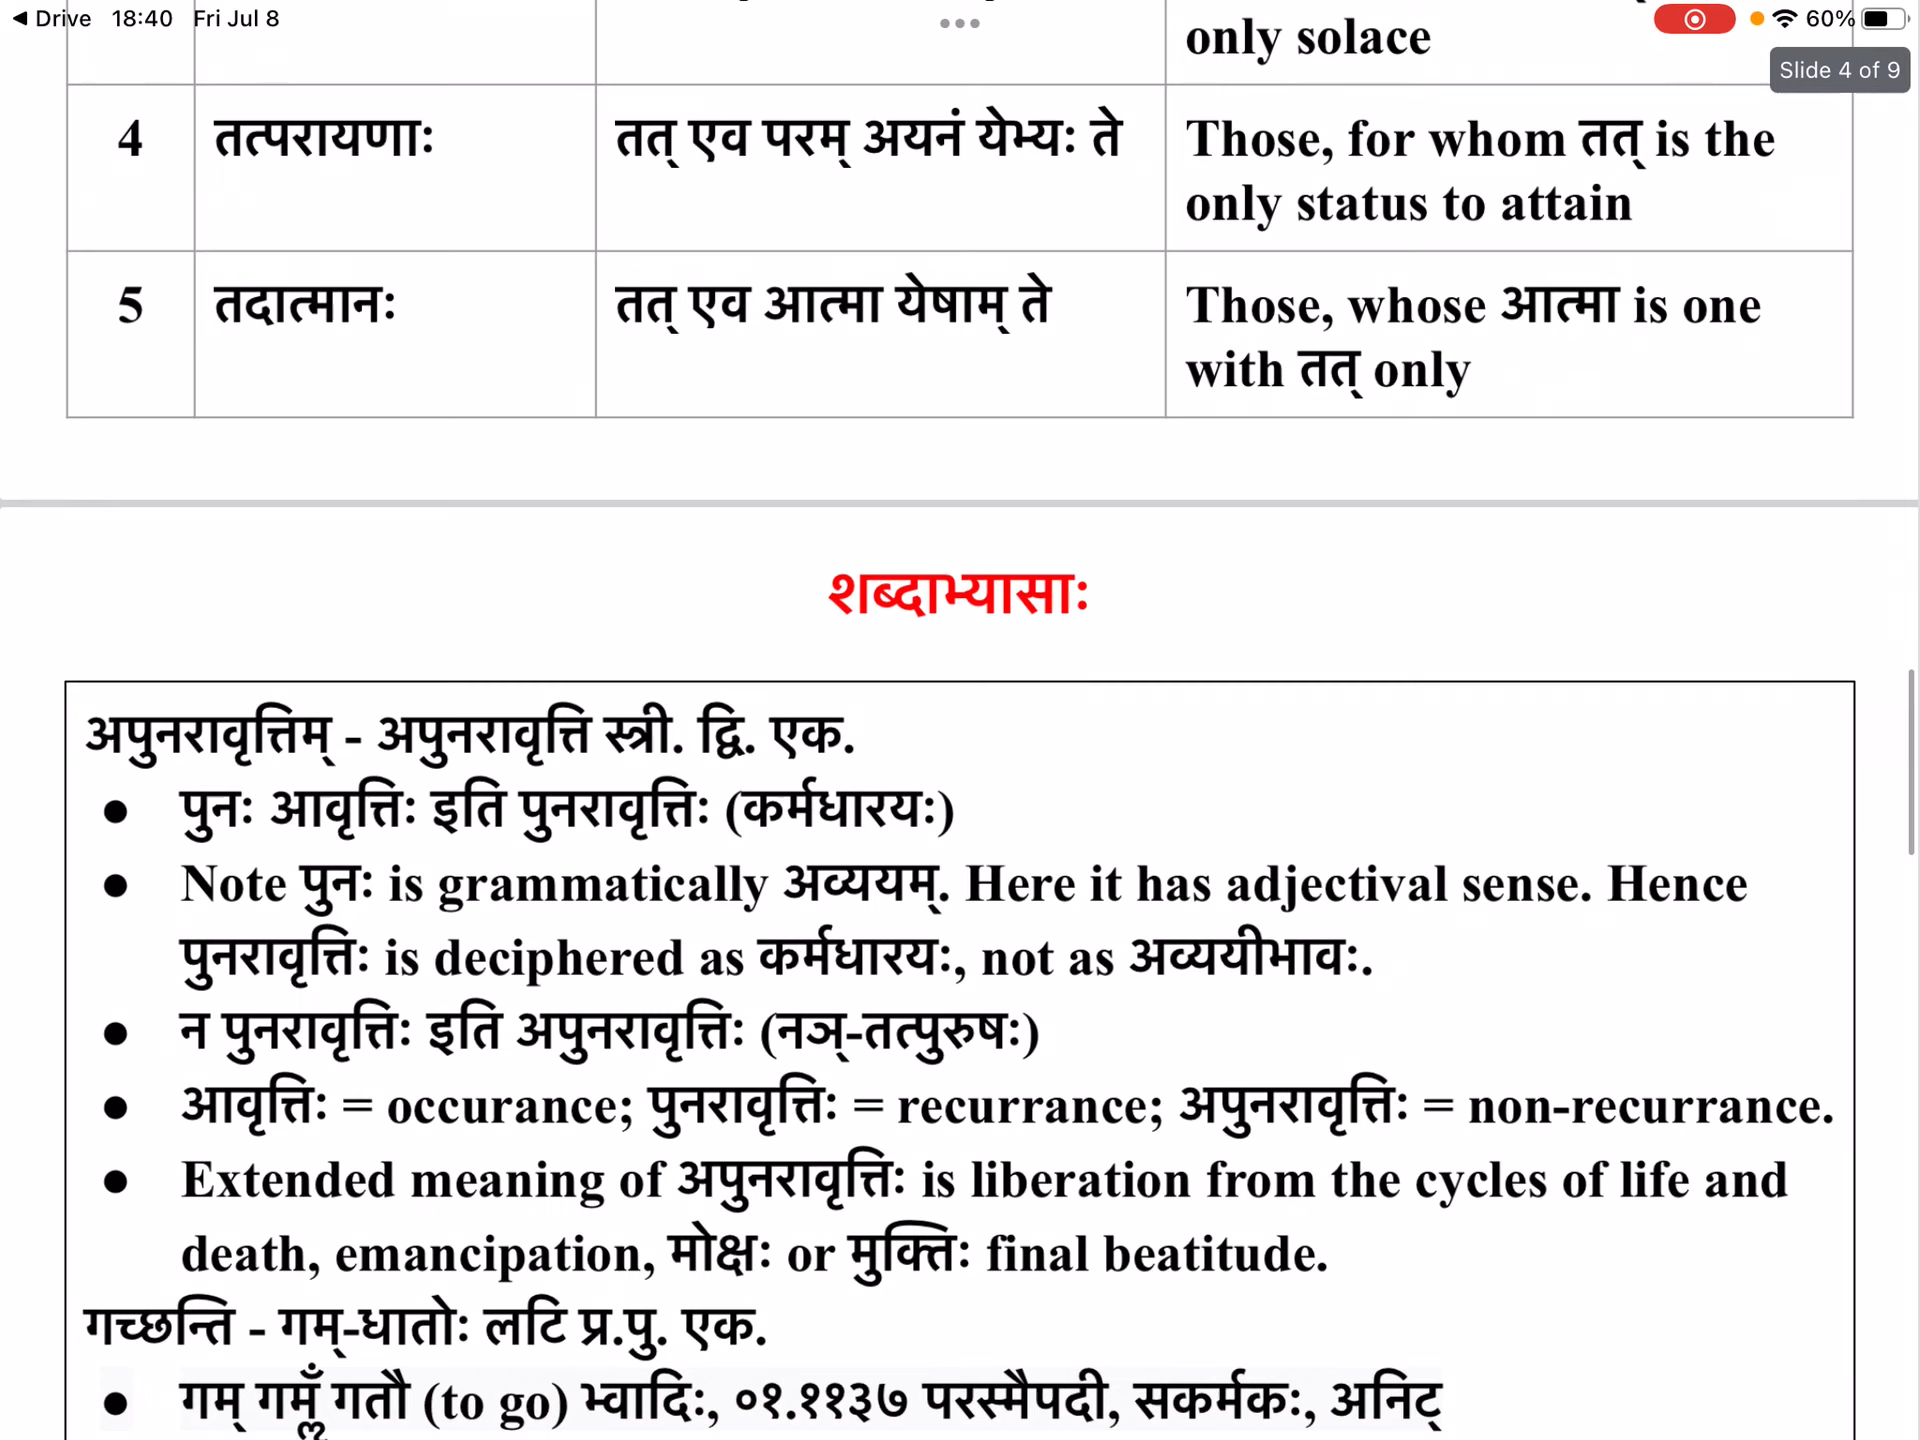 ◀ Drive 18:40 Fri Jul 8
60%
only solace
Slide 4 of 9
4 तत्परायणाः तत् एव परम् अयनं येभ्यः ते Those, for whom तत् is the
only status to attain
5 तदात्मानः तत् एव आत्मा येषाम् ते Those, whose आत्मा is one
with तत् only
शब्दाभ्यासाः
अपुनरावृत्तिम् - अपुनरावृत्ति स्त्री. द्वि. एक.
● पुनः आवृत्तिः इति पुनरावृत्तिः (कर्मधारयः)
● Note पुनः is grammatically अव्ययम्. Here it has adjectival sense. Hence
पुनरावृत्तिः is deciphered as कर्मधारयः, not as अव्ययीभावः.
● न पुनरावृत्तिः इति अपुनरावृत्तिः (नञ्-तत्पुरुषः)
● आवृत्तिः = occurance; पुनरावृत्तिः = recurrance; अपुनरावृत्तिः = non-recurrance.
● Extended meaning of अपुनरावृत्तिः is liberation from the cycles of life and
death, emancipation, मोक्षः or मुक्तिः final beatitude.
गच्छन्ति - गम्-धातोः लटि प्र.पु. एक.
● गम् गमॢँ गतौ (to go) भ्वादिः, ०१.११३७ परस्मैपदी, सकर्मकः, अनिट्